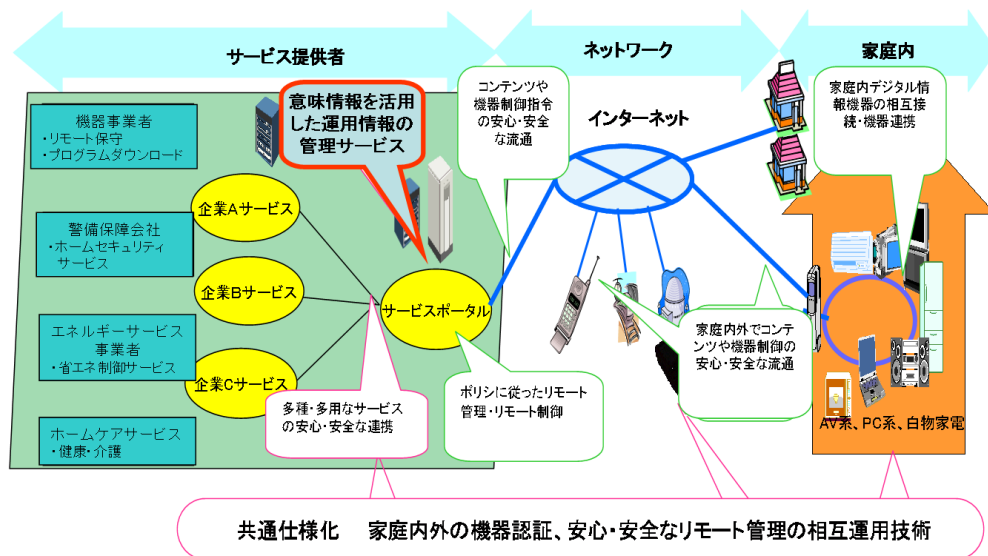 サービス提供者
ネットワーク
家庭内
機器事業者
・リモート保守
・プログラムダウンロード
警備保障会社
・ホームセキュリティ
サービス
エネルギーサービス
事業者
・省エネ制御サービス
ホームケアサービス
・健康・介護
企業Aサービス
企業Bサービス
企業Cサービス
意味情報を活用
した運用情報の
管理サービス
サービスポータル
多種・多用なサービス
の安心・安全な連携
ポリシに従ったリモート
管理・リモート制御
コンテンツや
機器制御指令
の安心・安全
な流通
インターネット
家庭内外でコンテ
ンツや機器制御の
安心・安全な流通
家庭内デジタル情
報機器の相互接
続・機器連携
AV系、PC系、白物家電
共通仕様化 家庭内外の機器認証、安心・安全なリモート管理の相互運用技術